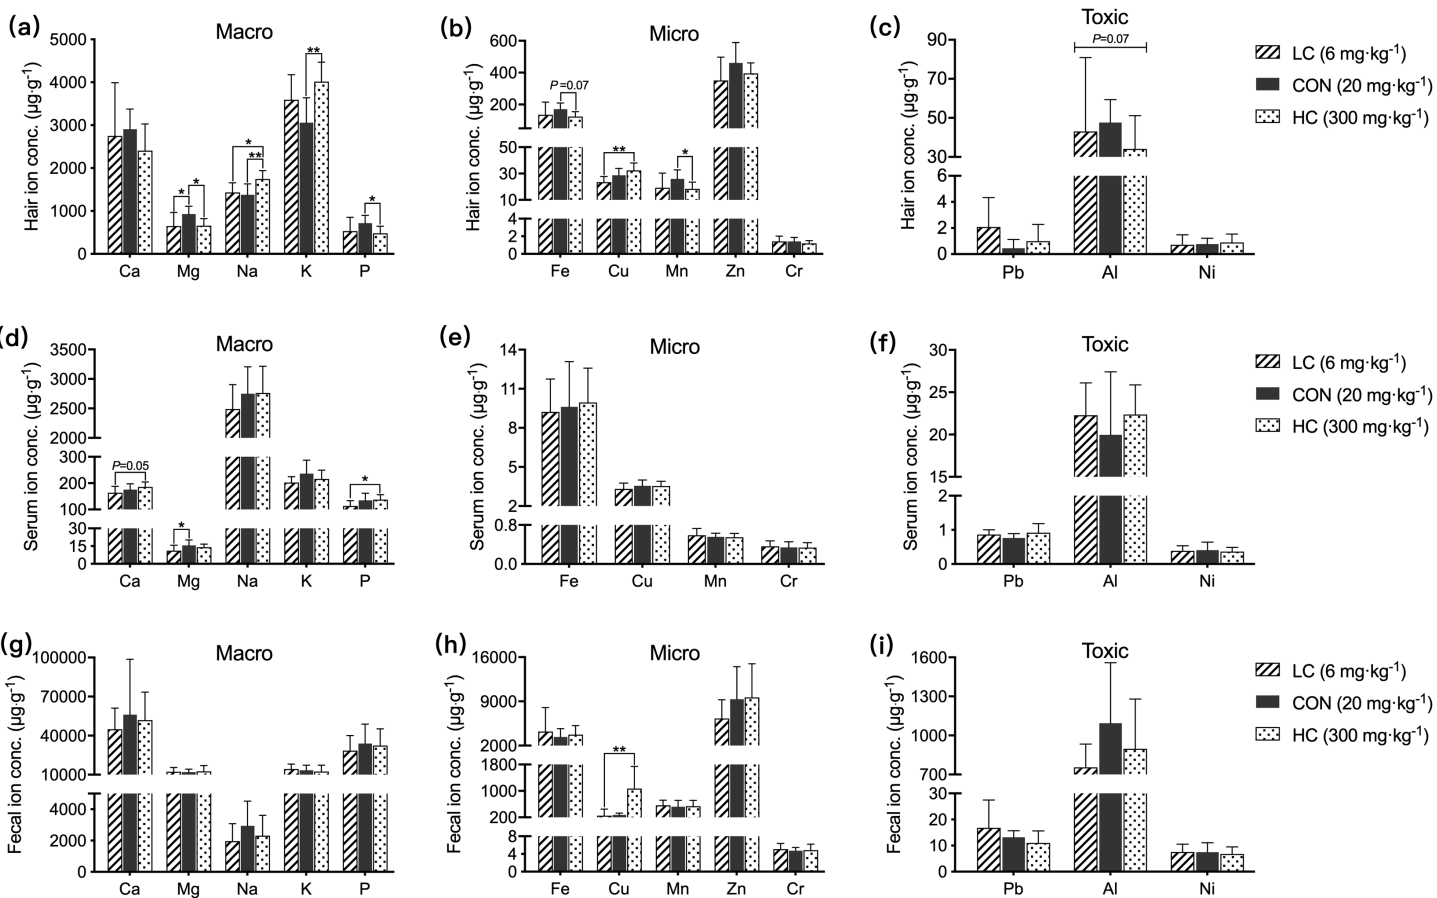 (a)
Macro
Hair ion conc. (µg·g-1)
5000
4000
3000
2000
1000
0
*
*
*
**
**
*
Ca Mg Na K P
(b)
Micro
Hair ion conc. (µg·g-1)
600
400
200
50
30
10
4
2
0
P=0.07
**
*
Fe Cu Mn Zn Cr
(c)
Toxic
Hair ion conc. (µg·g-1)
90
70
50
30
6
4
2
0
P=0.07
Pb Al Ni
LC (6 mg·kg-1)
CON (20 mg·kg-1)
HC (300 mg·kg-1)
(d)
Macro
Serum ion conc. (µg·g-1)
3500
3000
2500
2000
300
200
100
30
15
0
P=0.05
*
*
Ca Mg Na K P
(e)
Micro
Serum ion conc. (µg·g-1)
14
11
8
5
2
0.8
0.0
Fe Cu Mn Cr
(f)
Toxic
Serum ion conc. (µg·g-1)
30
25
20
15
2
1
0
Pb Al Ni
LC (6 mg·kg-1)
CON (20 mg·kg-1)
HC (300 mg·kg-1)
(g)
Macro
Fecal ion conc. (µg·g-1)
100000
70000
40000
10000
4000
2000
0
Ca Mg Na K P
(h)
Micro
Fecal ion conc. (µg·g-1)
16000
9000
2000
1800
1000
200
8
4
0
**
Fe Cu Mn Zn Cr
(i)
Toxic
Fecal ion conc. (µg·g-1)
1600
1300
1000
700
30
20
10
0
Pb Al Ni
LC (6 mg·kg-1)
CON (20 mg·kg-1)
HC (300 mg·kg-1)